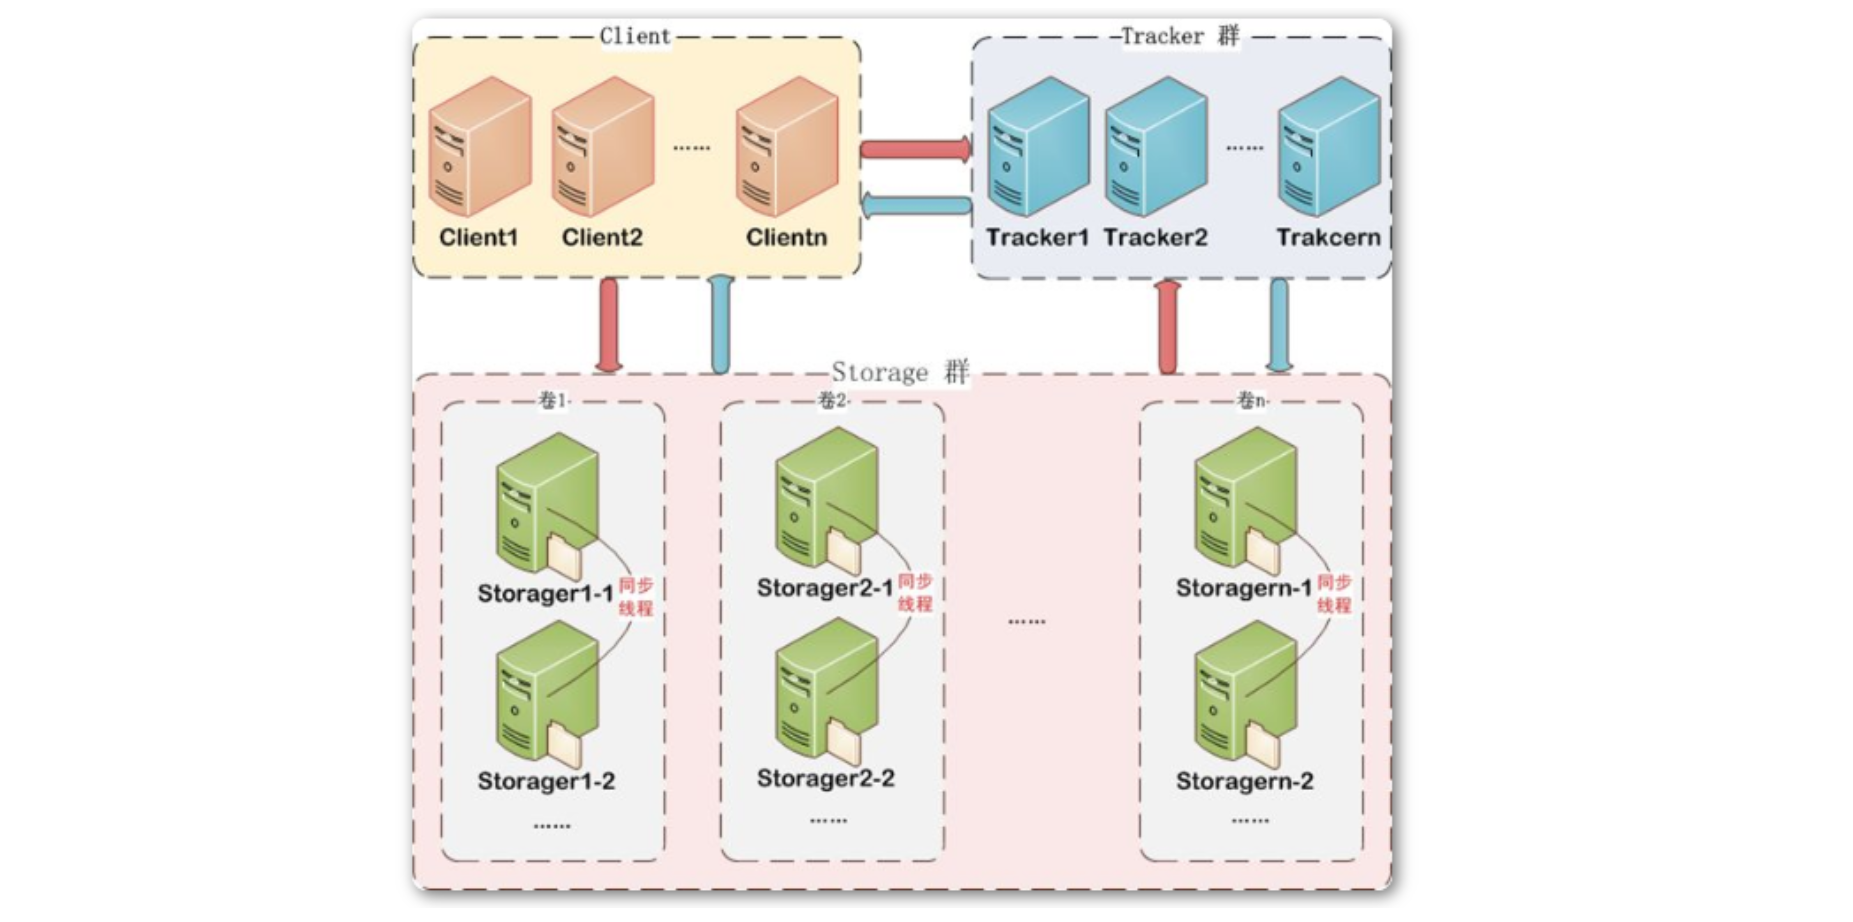 Client
Tracker 群
……
……
Client1
Client2
Clientn
Tracker1
Tracker2
Trakcern
Storage 群
卷1
卷2
卷n
Storager1-1
同步
线程
Storager2-1
同步
线程
Storagern-1
同步
线程
……
Storager1-2
Storager2-2
Storagern-2
……
……
……